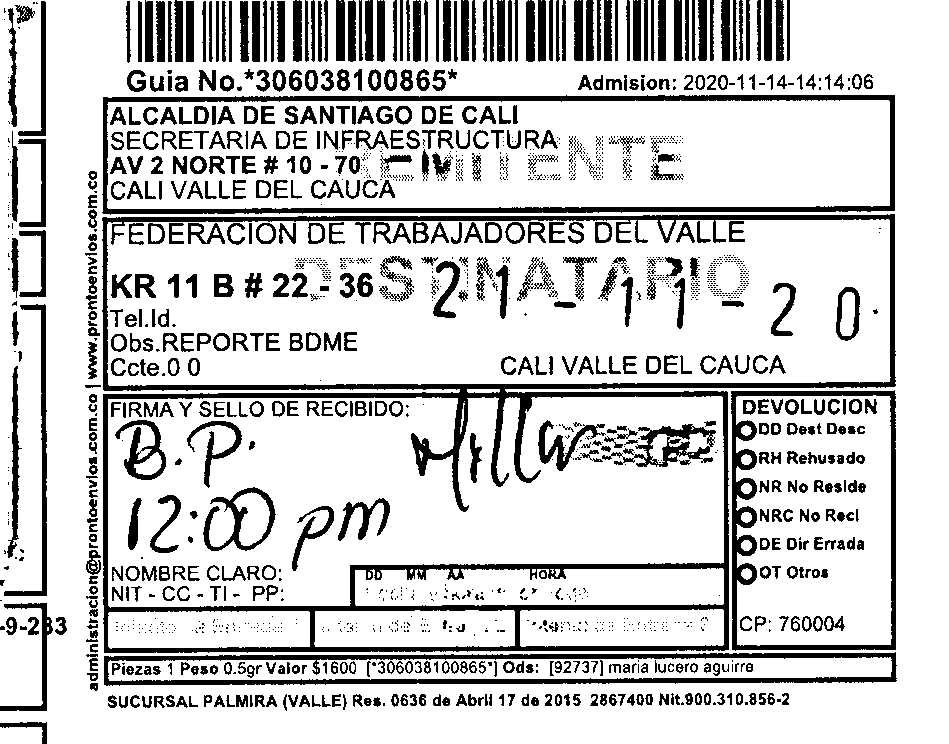 Guia No.*306038100865*
Admision: 2020-11-14-14:14:06
ALCALDIA DE SANTIAGO DE CALI
SECRETARIA DE INFRAESTRUCTURA
AV 2 NORTE # 10 - 70
REMITENTE
CALI VALLE DEL CAUCA
FEDERACION DE TRABAJADORES DEL VALLE
DESTINATARIO
KR 11 B # 22 - 36
21-11-20
Tel.Id.
Obs.REPORTE BDME
Ccte.0 0
CALI VALLE DEL CAUCA
FIRMA Y SELLO DE RECIBIDO:
B.P.
12:00 pm
NOMBRE CLARO:
NIT - CC - TI - PP:
DD MM AA HORA
DEVOLUCION
DD Dest Desc
RH Rehusado
NR No Reside
NRC No Recl
DE Dir Errada
OT Otros
CP: 760004
Piezas 1 Peso 0.5gr Valor $1600 [*306038100865*] Ods: [92737] maria lucero aguirre
SUCURSAL PALMIRA (VALLE) Res. 0636 de Abril 17 de 2015 2867400 Nit.900.310.856-2
administracion@prontoenvios.com.co | www.prontoenvios.com.co
-9-233